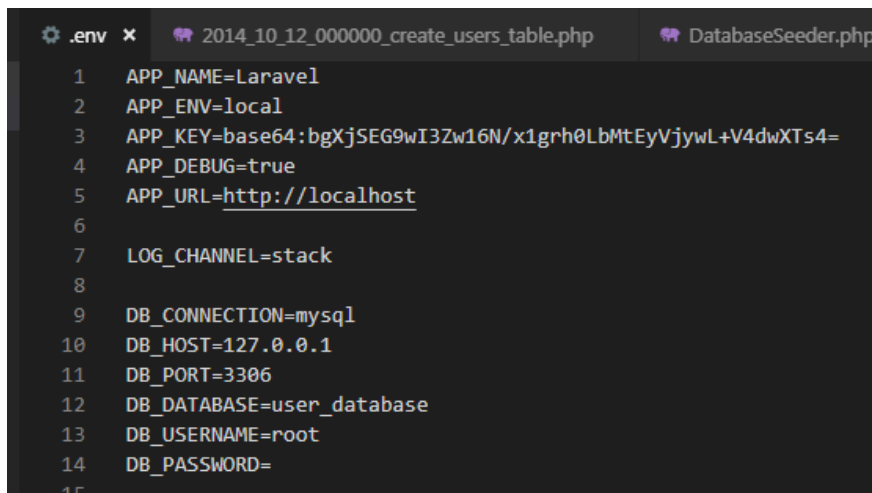 .env × 2014_10_12_000000_create_users_table.php DatabaseSeeder.php
1 APP_NAME=Laravel
2 APP_ENV=local
3 APP_KEY=base64:bgXjSEG9wI3Zw16N/x1grh0LbMtEyVjywL+V4dwXTs4=
4 APP_DEBUG=true
5 APP_URL=http://localhost
6
7 LOG_CHANNEL=stack
8
9 DB_CONNECTION=mysql
10 DB_HOST=127.0.0.1
11 DB_PORT=3306
12 DB_DATABASE=user_database
13 DB_USERNAME=root
14 DB_PASSWORD=
15